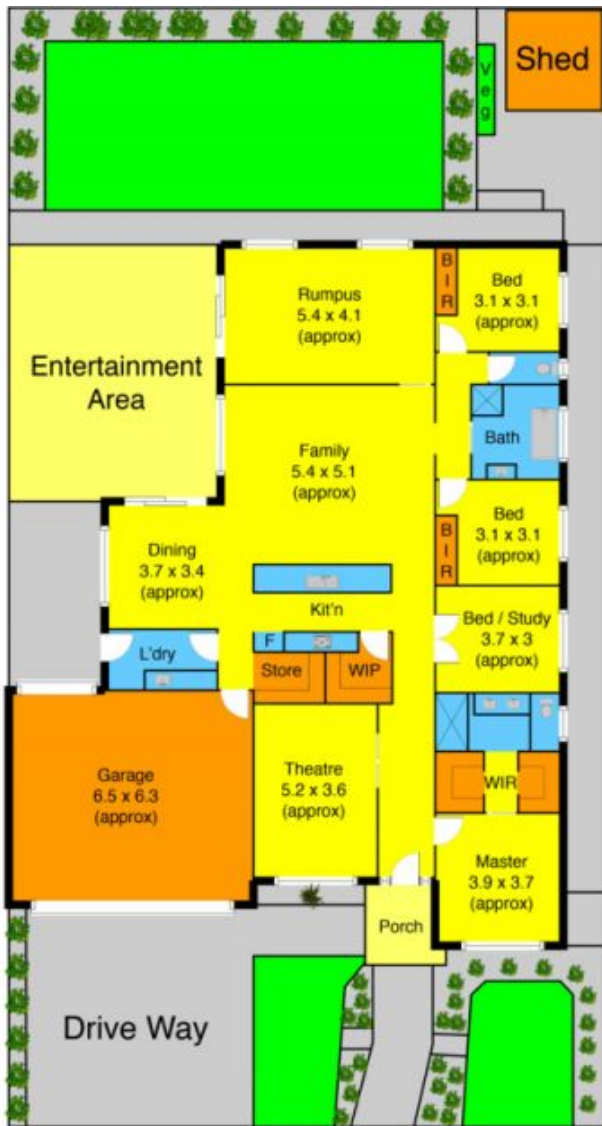 Shed
Veg
Rumpus
5.4 x 4.1
(approx)
BIR
Bed
3.1 x 3.1
(approx)
Entertainment
Area
Bath
Family
5.4 x 5.1
(approx)
Bed
3.1 x 3.1
(approx)
BIR
Dining
3.7 x 3.4
(approx)
Kit'n
Bed / Study
3.7 x 3
(approx)
L'dry
F
Store
WIP
Garage
6.5 x 6.3
(approx)
Theatre
5.2 x 3.6
(approx)
WIR
Master
3.9 x 3.7
(approx)
Porch
Drive Way